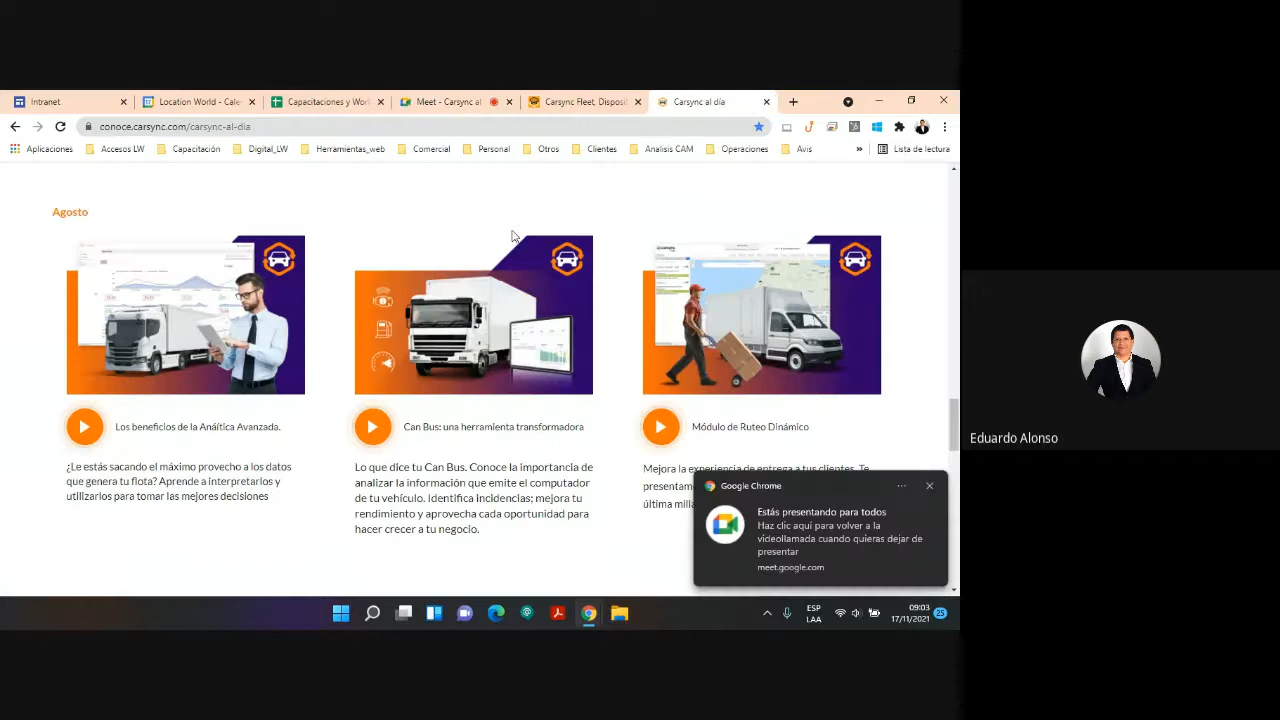 Intranet
Location World - Cale
Capacitaciones y Work
Meet - Carsync al
Carsync Fleet, Disposit
Carsync al día
conoce.carsync.com/carsync-al-dia
Aplicaciones
Accesos LW
Capacitación
Digital_LW
Herramientas_web
Comercial
Personal
Otros
Clientes
Analisis CAM
Operaciones
Avis
»
Lista de lectura
Agosto
Los beneficios de la Anáítica Avanzada.
Can Bus: una herramienta transformadora
Módulo de Ruteo Dinámico
¿Le estás sacando el máximo provecho a los datos
que genera tu flota? Aprende a interpretarlos y
utilizarlos para tomar las mejores decisiones
Lo que dice tu Can Bus. Conoce la importancia de
analizar la información que emite el computador
de tu vehículo. Identifica incidencias; mejora tu
rendimiento y aprovecha cada oportunidad para
hacer crecer a tu negocio.
Mejora la experiencia de entrega a tus clientes. Te
presentam
última mill
Google Chrome
Estás presentando para todos
Haz clic aquí para volver a la
videollamada cuando quieras dejar de
presentar
meet.google.com
Eduardo Alonso
ESP
LAA
09:03
17/11/2021
25